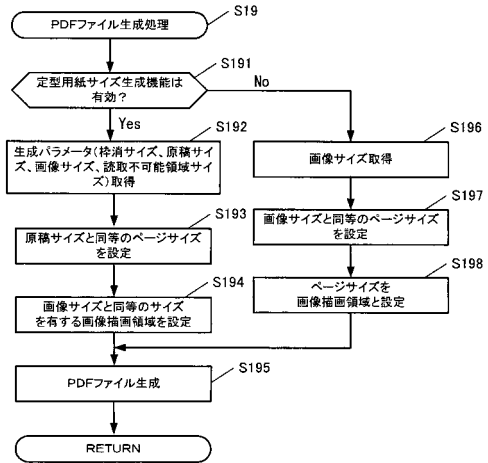 S19
PDFファイル生成処理
S191
定型用紙サイズ生成機能は
有効?
No
Yes
S192
生成パラメータ(枠消サイズ、原稿サイ
ズ、画像サイズ、読取不可能領域サイ
ズ)取得
S196
画像サイズ取得
S193
原稿サイズと同等のページサイズ
を設定
S197
画像サイズと同等のページサイズ
を設定
S194
画像サイズと同等のサイズ
を有する画像描画領域を設定
S198
ページサイズを
画像描画領域と設定
S195
PDFファイル生成
RETURN